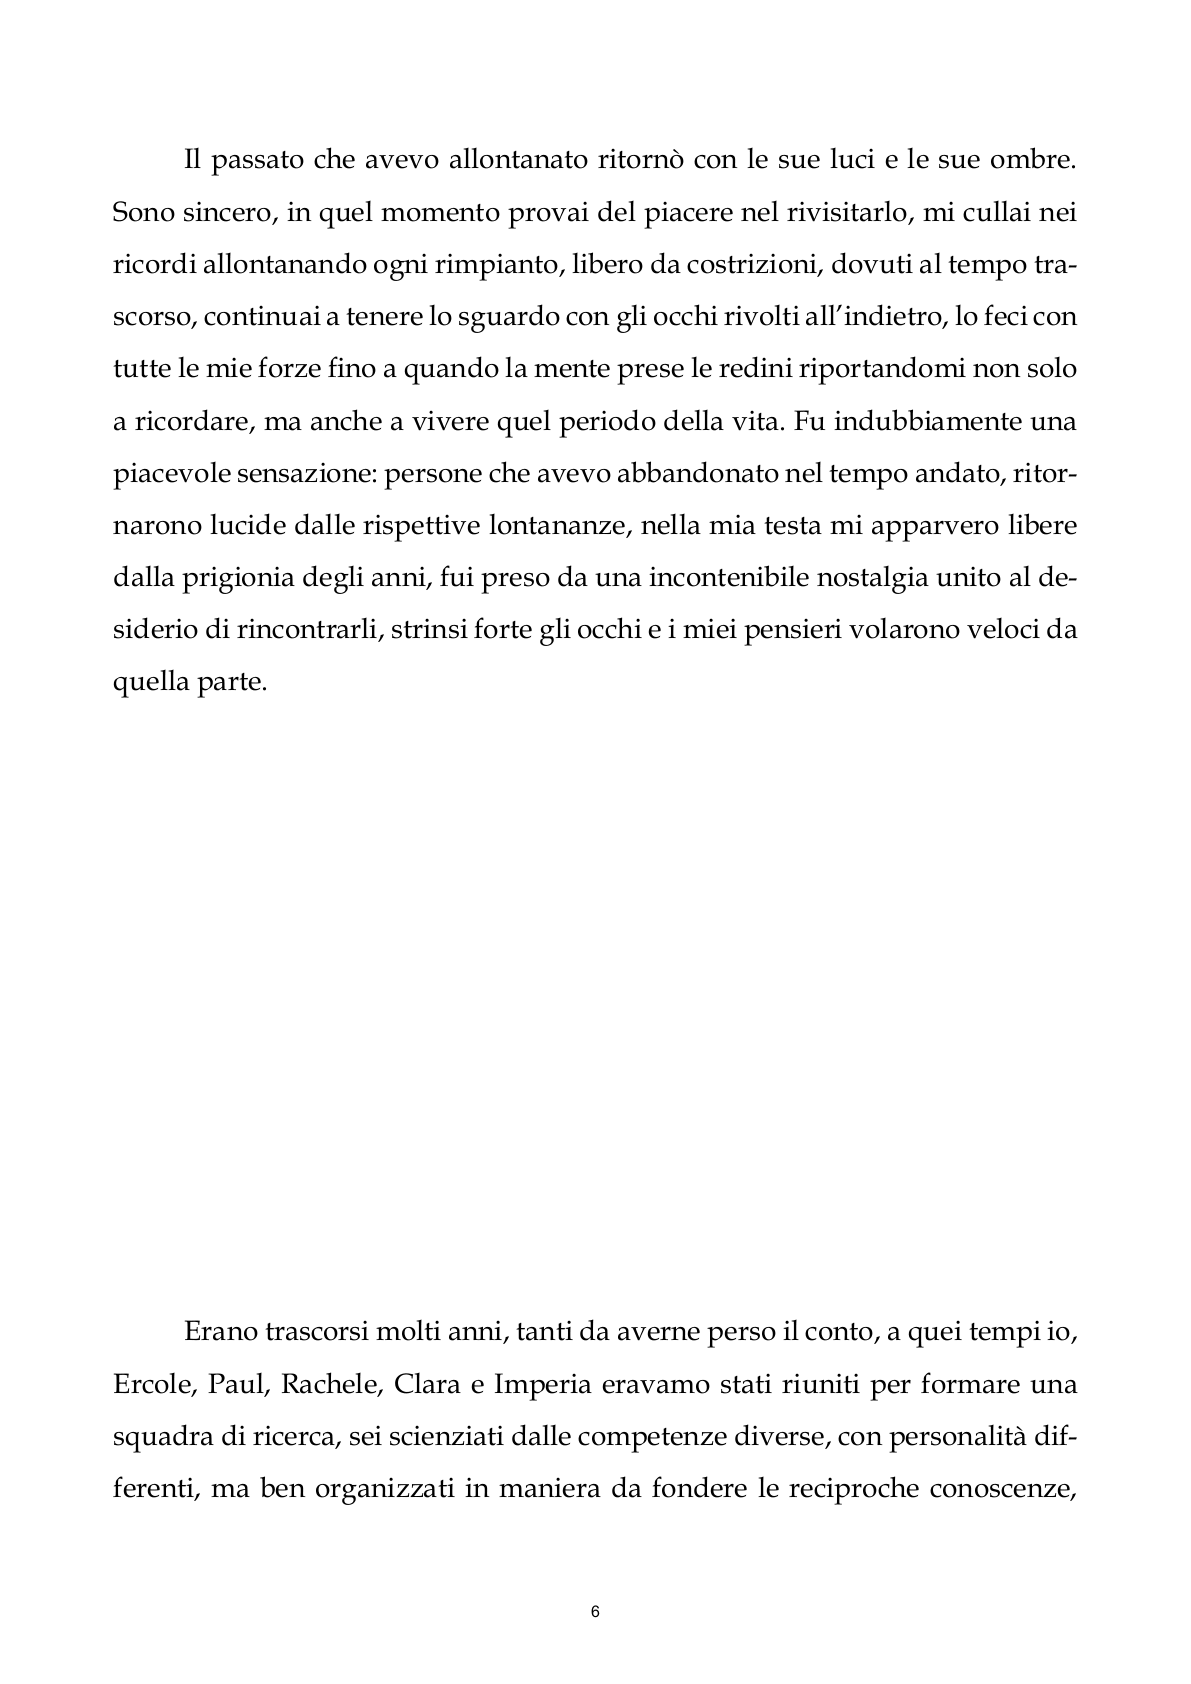 Il passato che avevo allontanato ritornò con le sue luci e le sue ombre.
Sono sincero, in quel momento provai del piacere nel rivisitarlo, mi cullai nei
ricordi allontanando ogni rimpianto, libero da costrizioni, dovuti al tempo tra-
scorso, continuai a tenere lo sguardo con gli occhi rivolti all’indietro, lo feci con
tutte le mie forze fino a quando la mente prese le redini riportandomi non solo
a ricordare, ma anche a vivere quel periodo della vita. Fu indubbiamente una
piacevole sensazione: persone che avevo abbandonato nel tempo andato, ritor-
narono lucide dalle rispettive lontananze, nella mia testa mi apparvero libere
dalla prigionia degli anni, fui preso da una incontenibile nostalgia unito al de-
siderio di rincontrarli, strinsi forte gli occhi e i miei pensieri volarono veloci da
quella parte.
Erano trascorsi molti anni, tanti da averne perso il conto, a quei tempi io,
Ercole, Paul, Rachele, Clara e Imperia eravamo stati riuniti per formare una
squadra di ricerca, sei scienziati dalle competenze diverse, con personalità dif-
ferenti, ma ben organizzati in maniera da fondere le reciproche conoscenze,
6